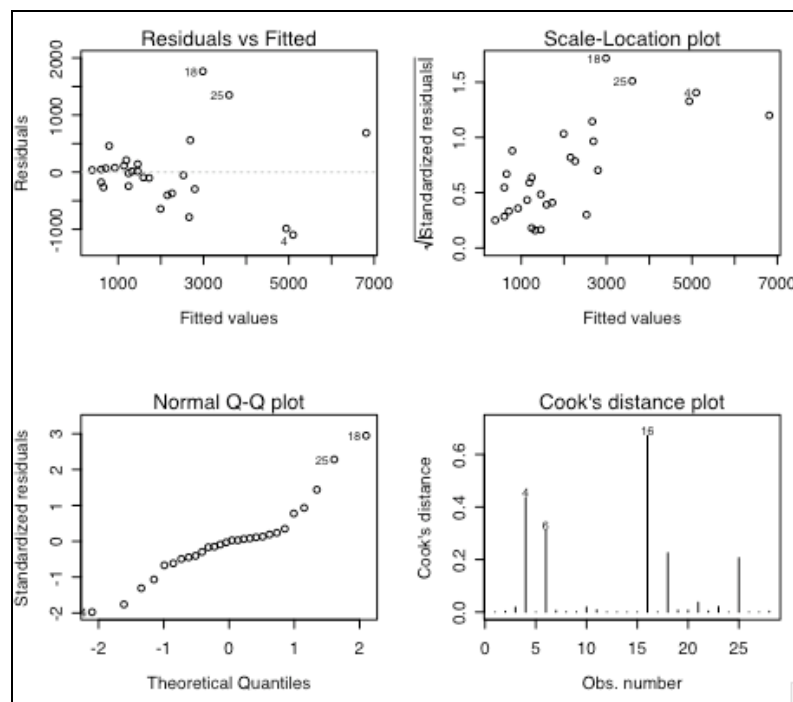 Residuals vs Fitted
Residuals
2000
1000
0
-1000
18
25
4
1000 3000 5000 7000
Fitted values
Scale-Location plot
√|Standardized residuals|
1.5
1.0
0.5
0.0
18
25
4
1000 3000 5000 7000
Fitted values
Normal Q-Q plot
Standardized residuals
3
2
1
0
-1
-2
18
25
4
-2 -1 0 1 2
Theoretical Quantiles
Cook's distance plot
Cook's distance
0.6
0.4
0.2
0.0
16
4
6
0 5 10 15 20 25
Obs. number